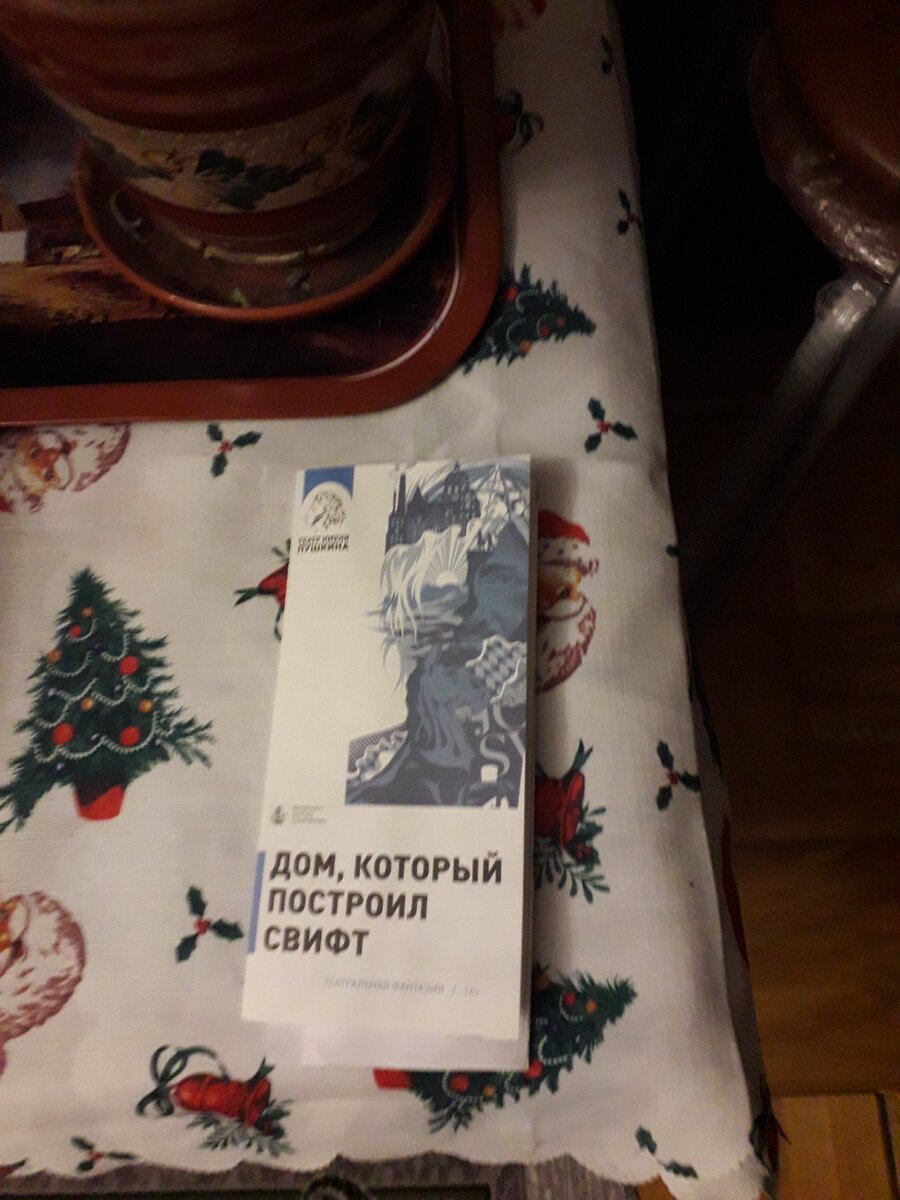 ТЕАТР ИМЕНИ
ПУШКИНА
ДОМ, КОТОРЫЙ
ПОСТРОИЛ
СВИФТ
ТЕАТРАЛЬНАЯ ФАНТАЗИЯ / 16+